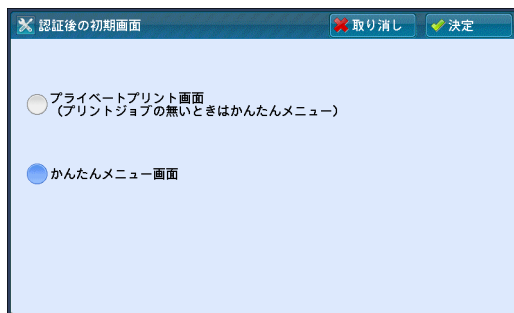 認証後の初期画面
取り消し
決定
プライベートプリント画面
（プリントジョブの無いときはかんたんメニュー）
かんたんメニュー画面